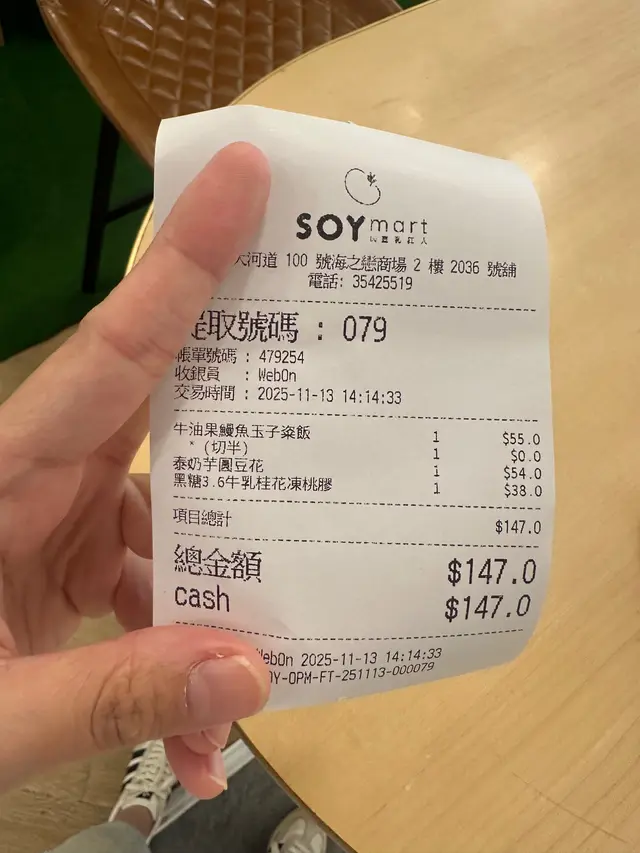 SOYmart
河道 100 號海之戀商場 2 樓 2036 號舖
電話: 35425519
取號碼 : 079
帳單號碼 : 479254
收銀員 : WebOn
交易時間 : 2025-11-13 14:14:33
牛油果鰻魚玉子粢飯 1 $55.0
* (切半) 1 $0.0
泰奶芋圓豆花 1 $54.0
黑糖3.6牛乳桂花凍桃膠 1 $38.0
項目總計 $147.0
總金額 $147.0
cash $147.0
WebOn 2025-11-13 14:14:33
OY-OPM-FT-251113-000079